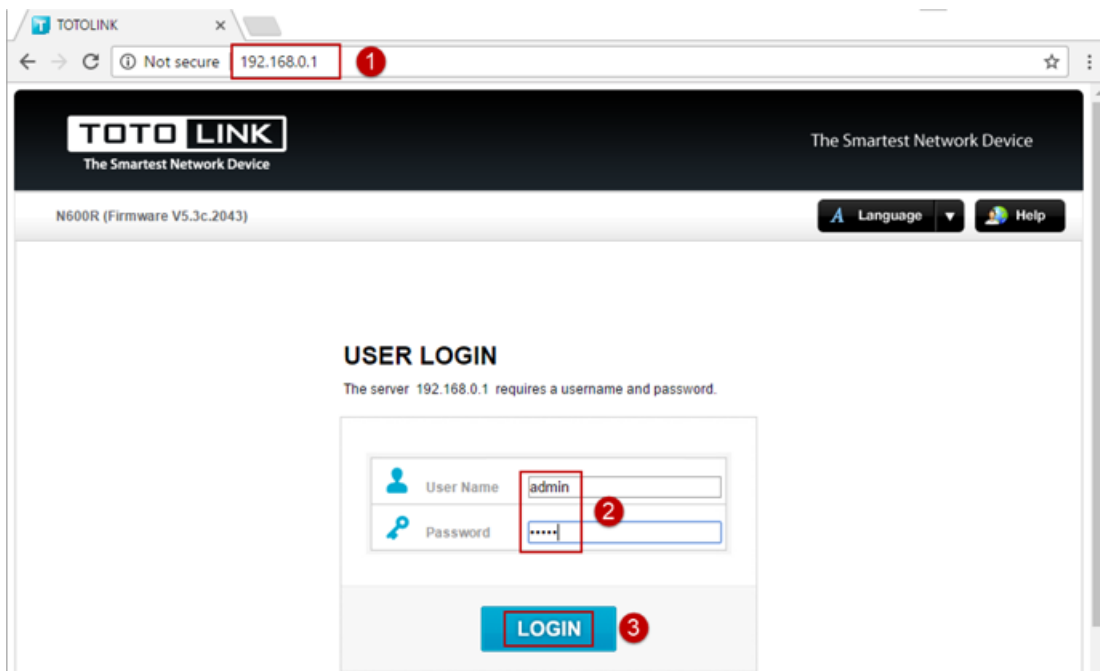 TOTOLINK
Not secure 192.168.0.1 1
TOTO LINK
The Smartest Network Device
The Smartest Network Device
N600R (Firmware V5.3c.2043)
A Language Help
USER LOGIN
The server 192.168.0.1 requires a username and password.
User Name admin
2
Password •••••
LOGIN 3